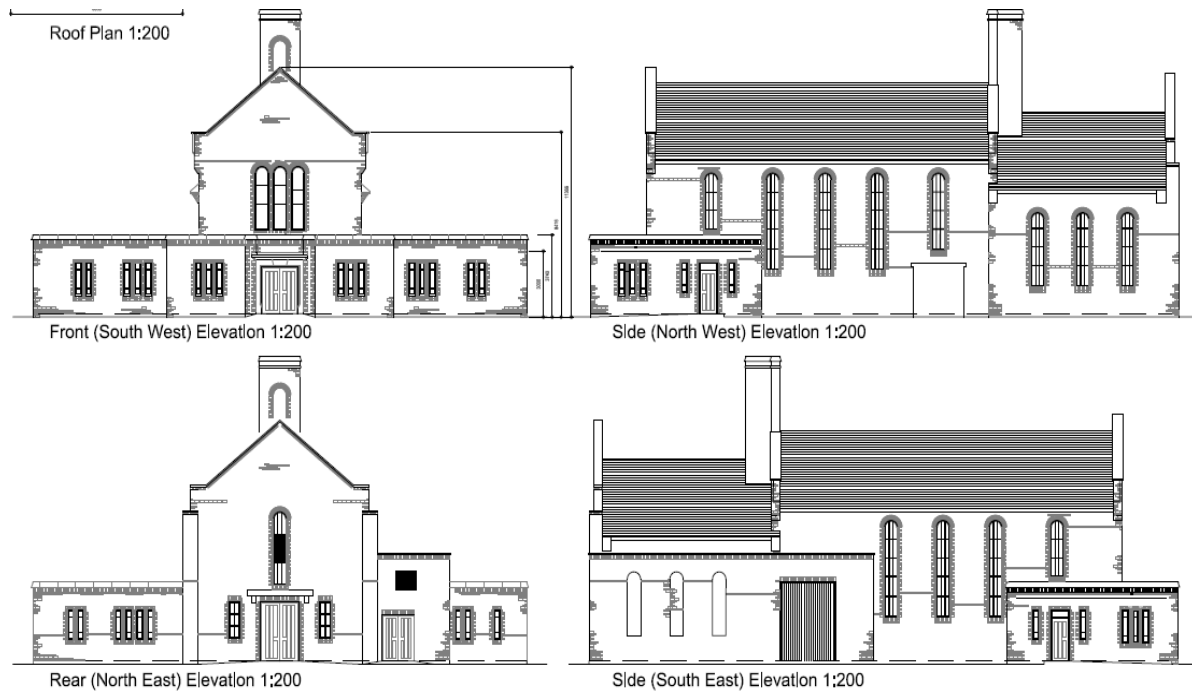 Roof Plan 1:200
Front (South West) Elevation 1:200
Side (North West) Elevation 1:200
Rear (North East) Elevation 1:200
Side (South East) Elevation 1:200